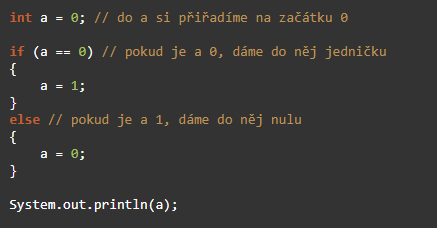 int a = 0; // do a si přiřadíme na začátku 0
if (a == 0) // pokud je a 0, dáme do něj jedničku
{
    a = 1;
}
else // pokud je a 1, dáme do něj nulu
{
    a = 0;
}
System.out.println(a);